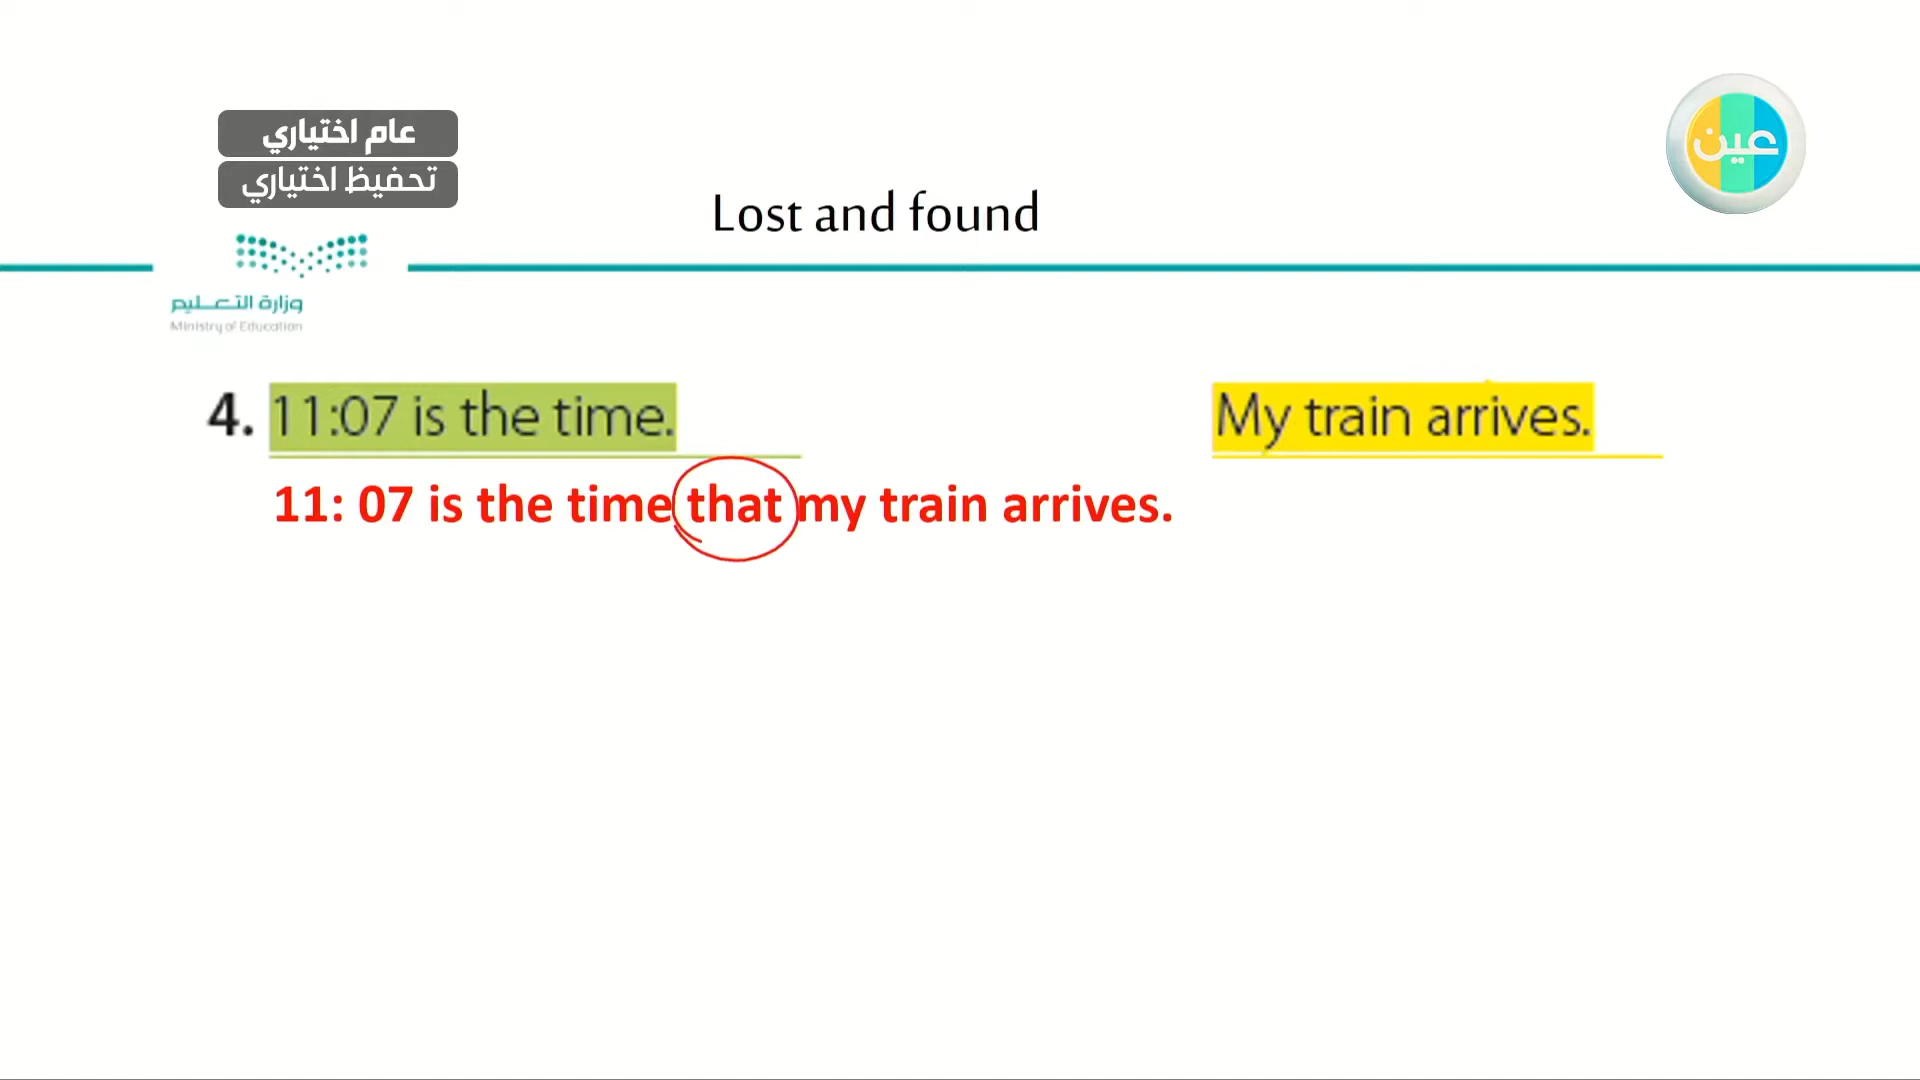 عام اختياري
تحفيظ اختياري
عين
Lost and found
وزارة التعليم
Ministry of Education
4. 11:07 is the time. My train arrives.
11: 07 is the time that my train arrives.